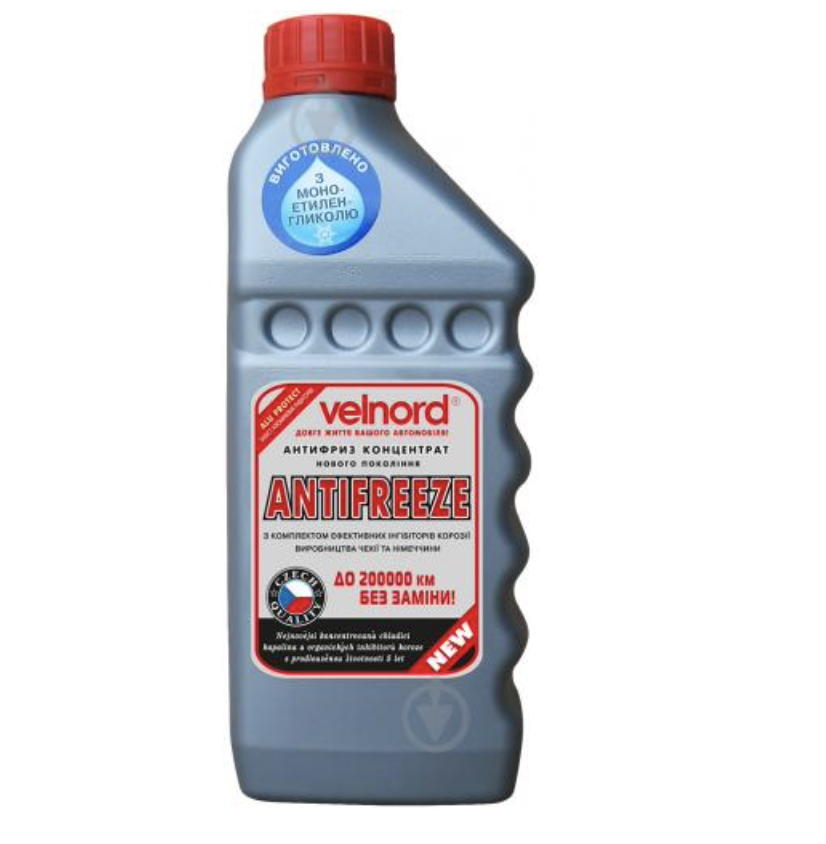 ВИГОТОВЛЕНО
З
МОНО-
ЕТИЛЕН-
ГЛИКОЛЮ
ALU PROTECT
velnord®
ДОВГЕ ЖИТТЯ ВАШОГО АВТОМОБІЛЯ!
АНТИФРИЗ КОНЦЕНТРАТ
НОВОГО ПОКОЛІННЯ
ANTIFREEZE
З КОМПЛЕКТОМ ЕФЕКТИВНИХ ІНГІБІТОРІВ КОРОЗІЇ
ВИРОБНИЦТВА ЧЕХІЇ ТА НІМЕЧЧИНИ
CZECH
QUALITY
ДО 200000 КМ
БЕЗ ЗАМІНИ!
Nejnovější koncentrovaná chladicí
kapalina s organických inhibitorů koroze
s prodlouženou životností 5 let
NEW